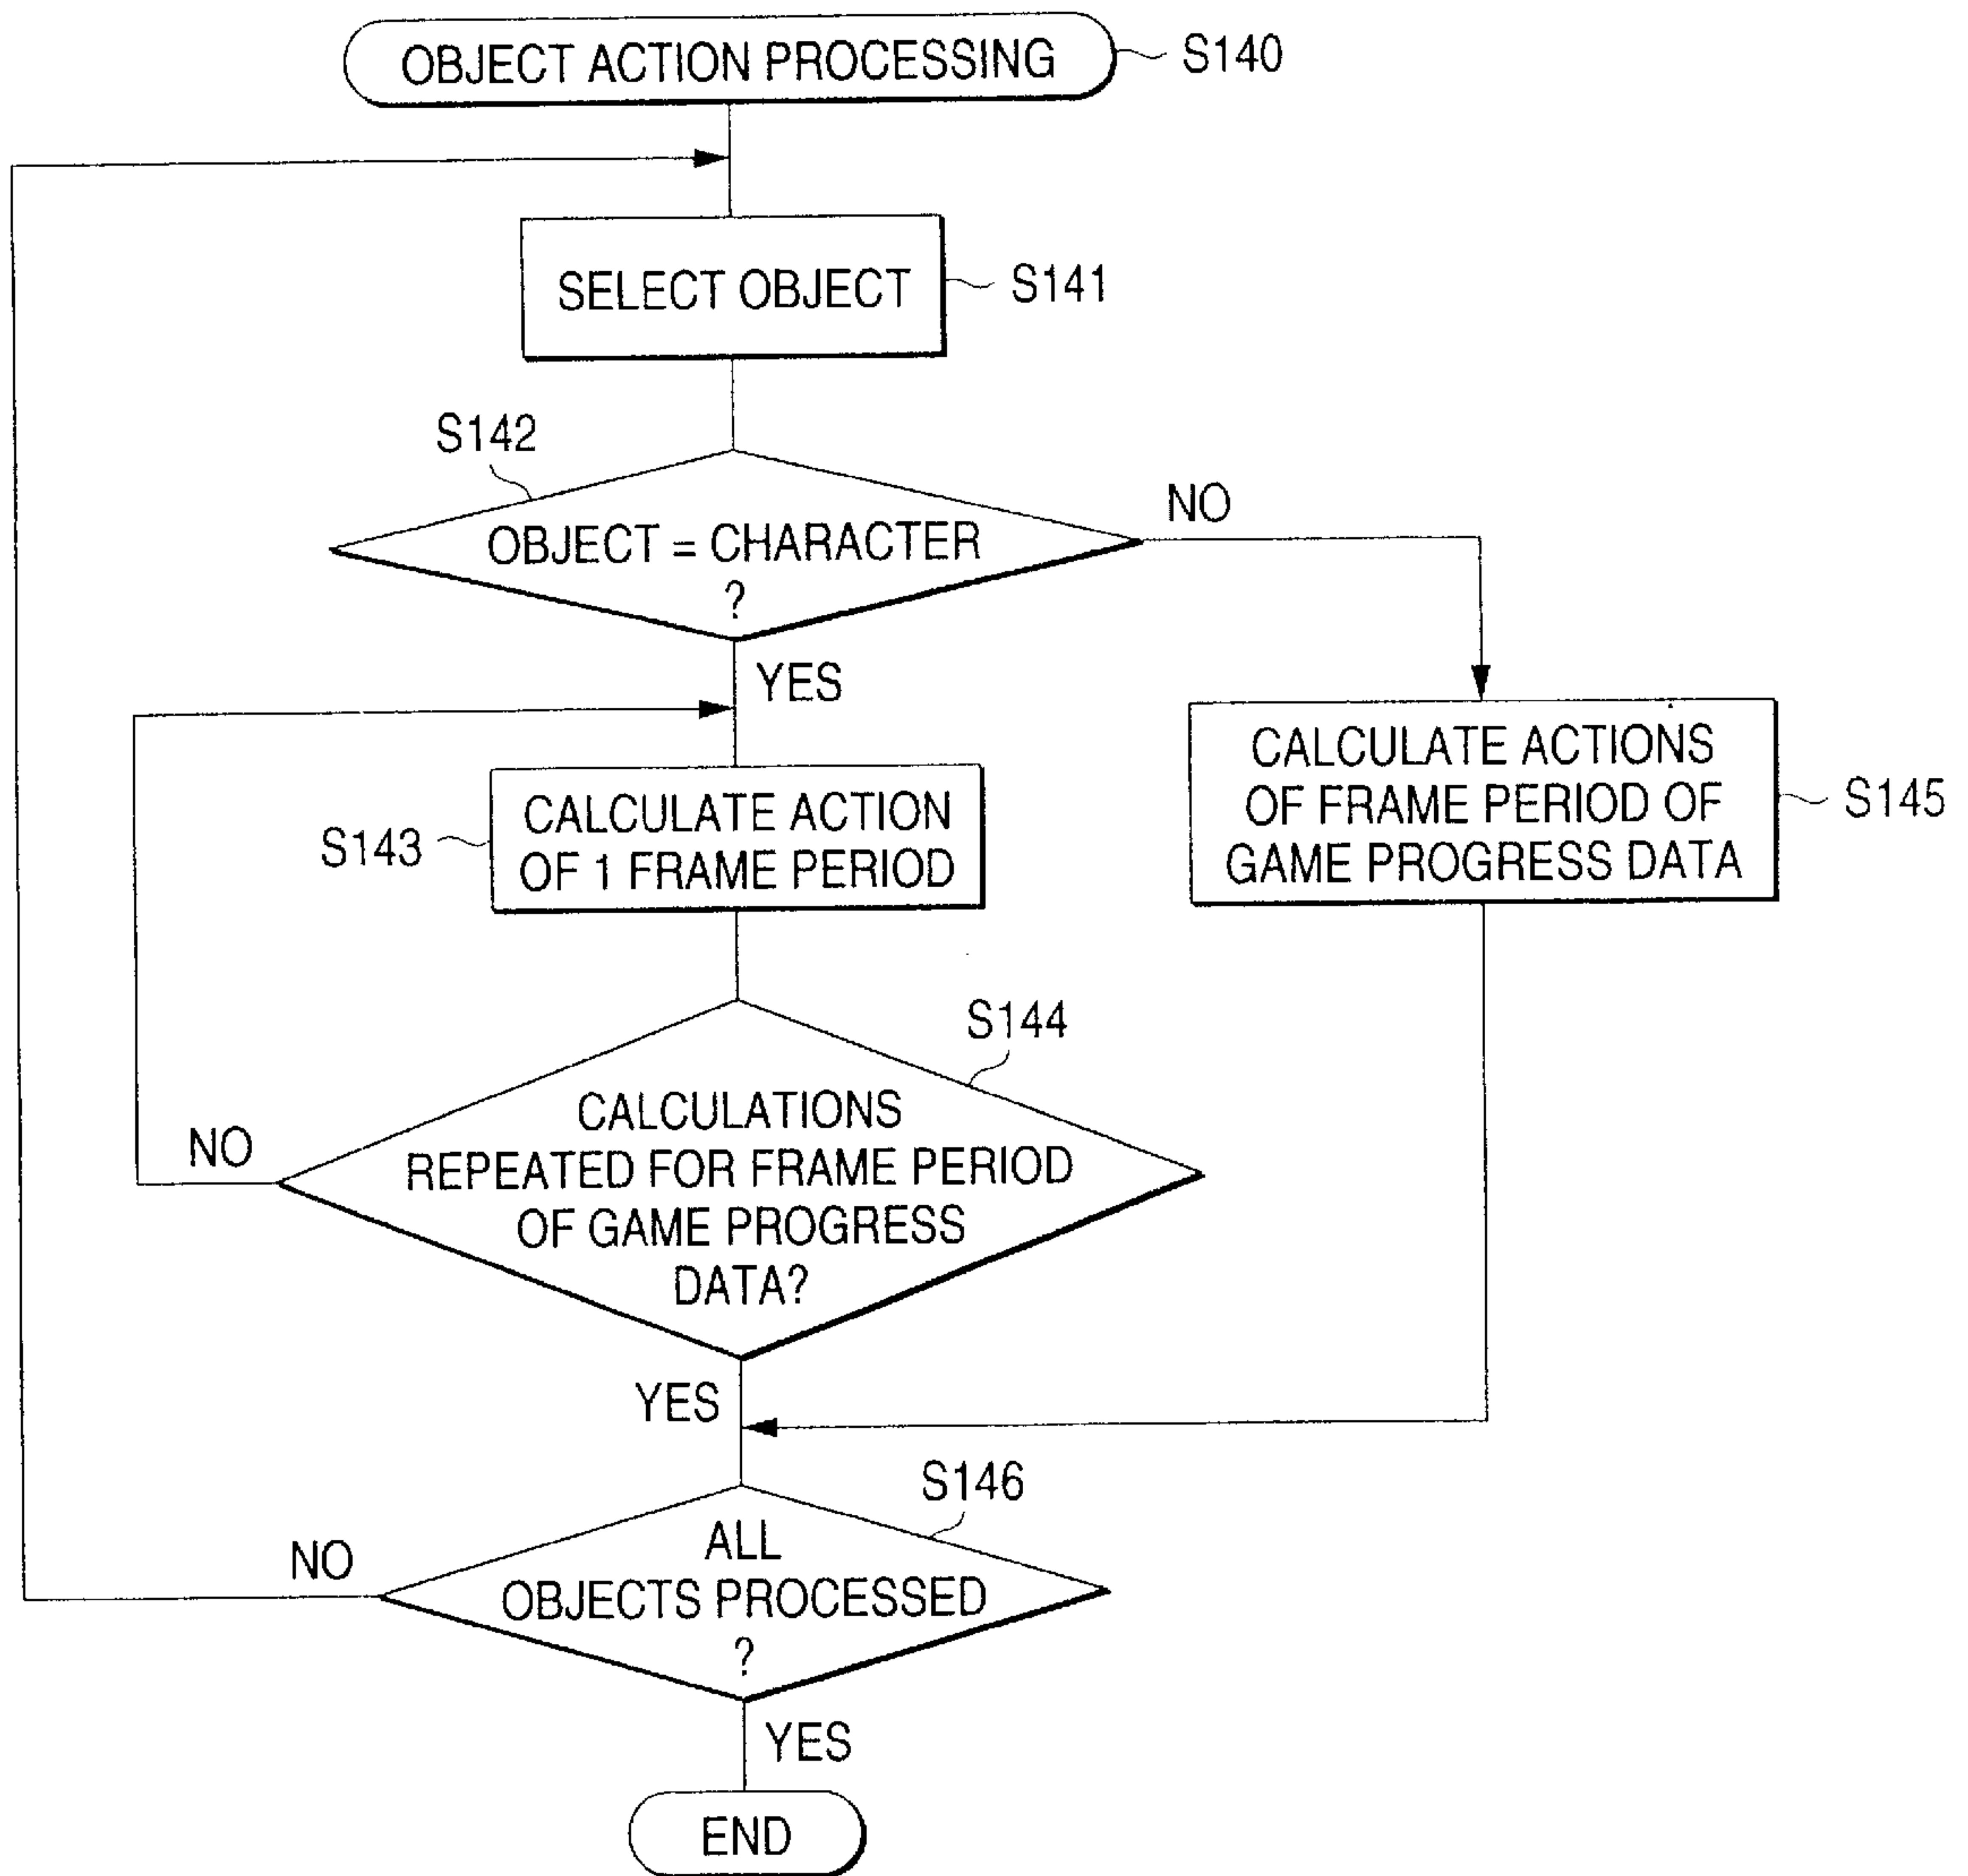 OBJECT ACTION PROCESSING
S140
SELECT OBJECT
S141
S142
OBJECT = CHARACTER
?
NO
YES
CALCULATE ACTION
OF 1 FRAME PERIOD
S143
CALCULATE ACTIONS
OF FRAME PERIOD OF
GAME PROGRESS DATA
S145
S144
CALCULATIONS
REPEATED FOR FRAME PERIOD
OF GAME PROGRESS
DATA?
NO
YES
S146
ALL
OBJECTS PROCESSED
?
NO
YES
END